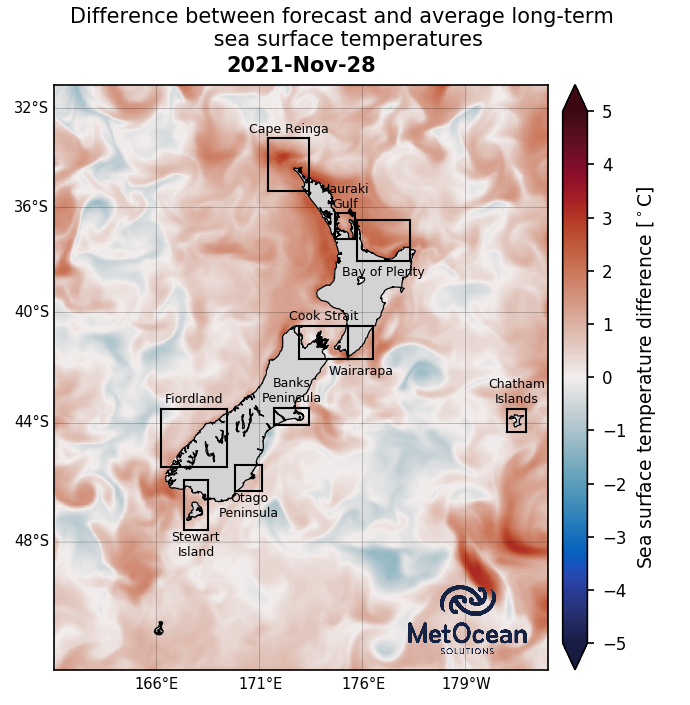 Difference between forecast and average long-term
sea surface temperatures
2021-Nov-28
32°S
36°S
40°S
44°S
48°S
Cape Reinga
Hauraki
Gulf
Bay of Plenty
Cook Strait
Wairarapa
Banks
Peninsula
Fiordland
Chatham
Islands
Otago
Peninsula
Stewart
Island
MetOcean
SOLUTIONS
166°E
171°E
176°E
179°W
5
4
3
2
1
0
−1
−2
−3
−4
−5
Sea surface temperature difference [°C]